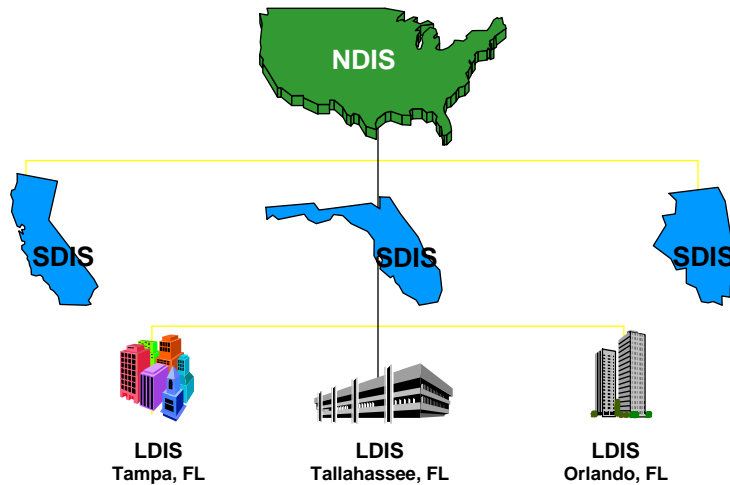 NDIS
SDIS
SDIS
SDIS
LDIS
Tampa, FL
LDIS
Tallahassee, FL
LDIS
Orlando, FL